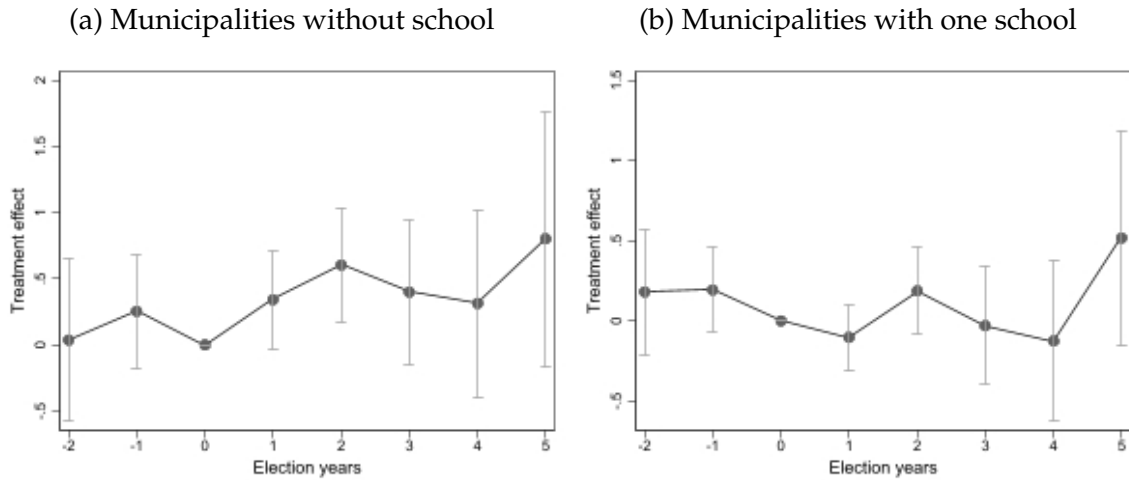 (a) Municipalities without school
2
1.5
1
.5
0
-.5
Treatment effect
-2 -1 0 1 2 3 4 5
Election years
(b) Municipalities with one school
1.5
1
.5
0
-.5
Treatment effect
-2 -1 0 1 2 3 4 5
Election years